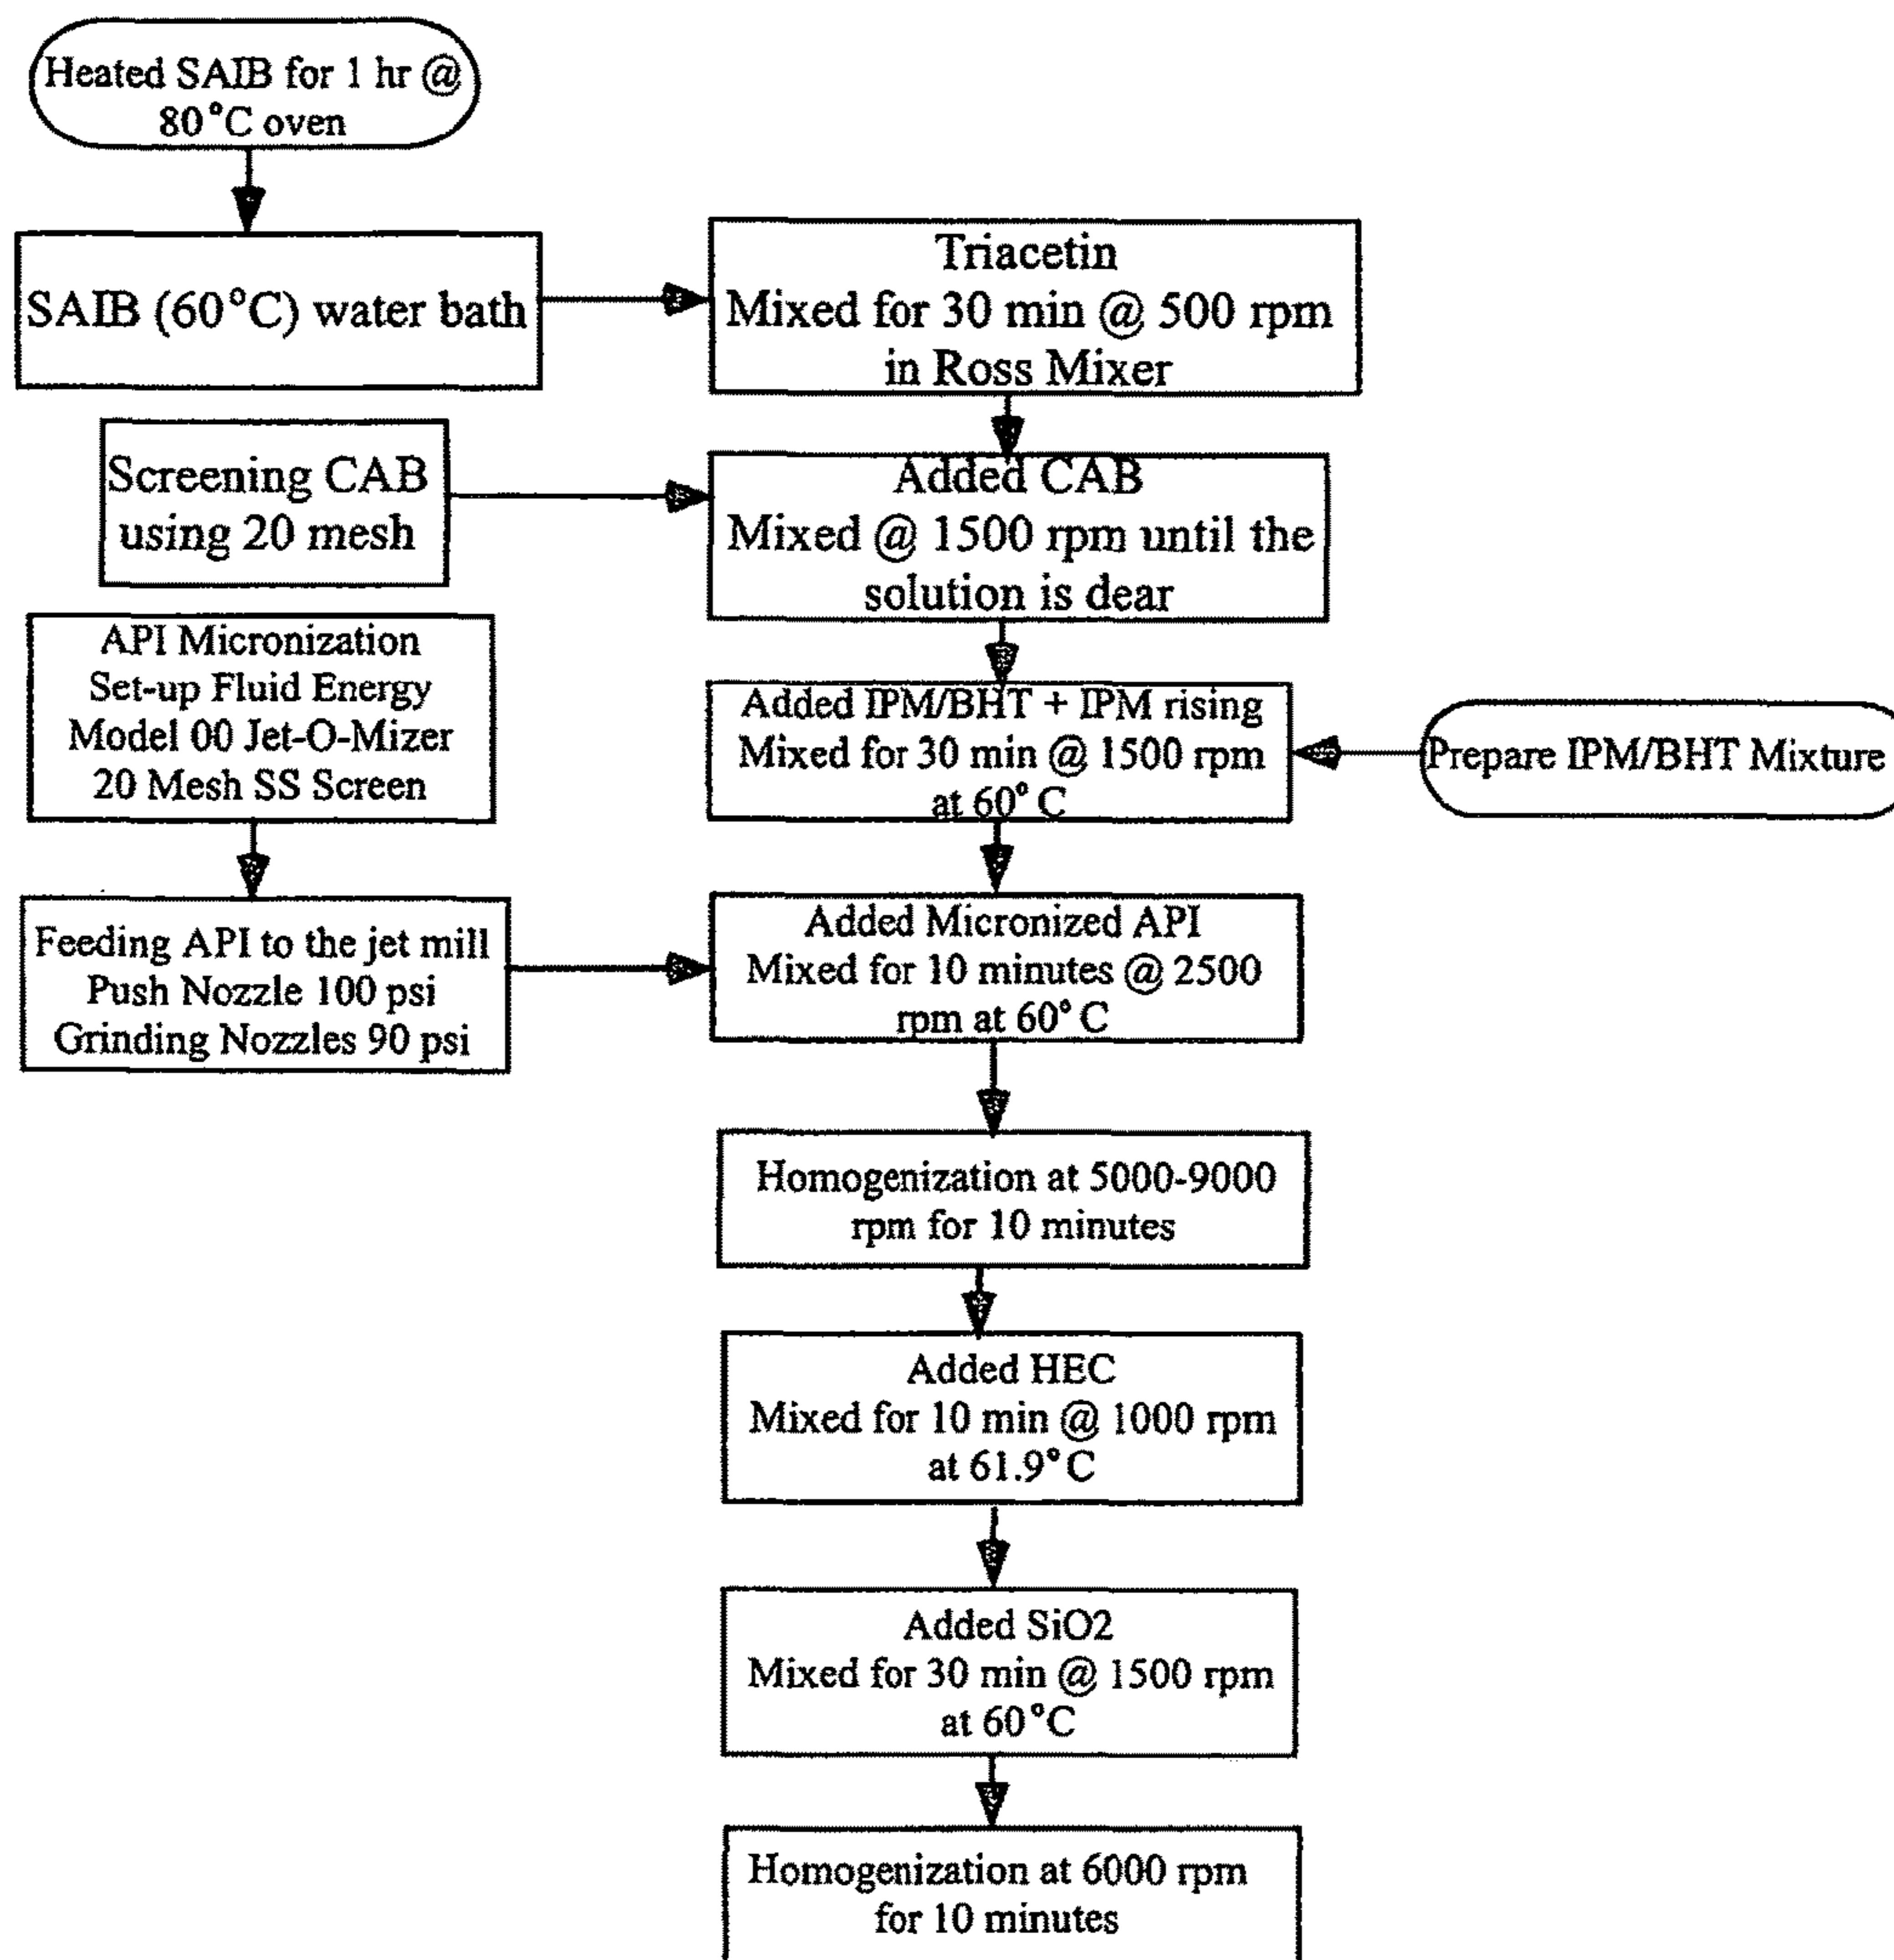 Heated SAIB for 1 hr @
80°C oven
SAIB (60°C) water bath
Triacetin
Mixed for 30 min @ 500 rpm
in Ross Mixer
Screening CAB
using 20 mesh
Added CAB
Mixed @ 1500 rpm until the
solution is dear
API Micronization
Set-up Fluid Energy
Model 00 Jet-O-Mizer
20 Mesh SS Screen
Added IPM/BHT + IPM rising
Mixed for 30 min @ 1500 rpm
at 60° C
Prepare IPM/BHT Mixture
Feeding API to the jet mill
Push Nozzle 100 psi
Grinding Nozzles 90 psi
Added Micronized API
Mixed for 10 minutes @ 2500
rpm at 60° C
Homogenization at 5000-9000
rpm for 10 minutes
Added HEC
Mixed for 10 min @ 1000 rpm
at 61.9°C
Added SiO2
Mixed for 30 min @ 1500 rpm
at 60°C
Homogenization at 6000 rpm
for 10 minutes